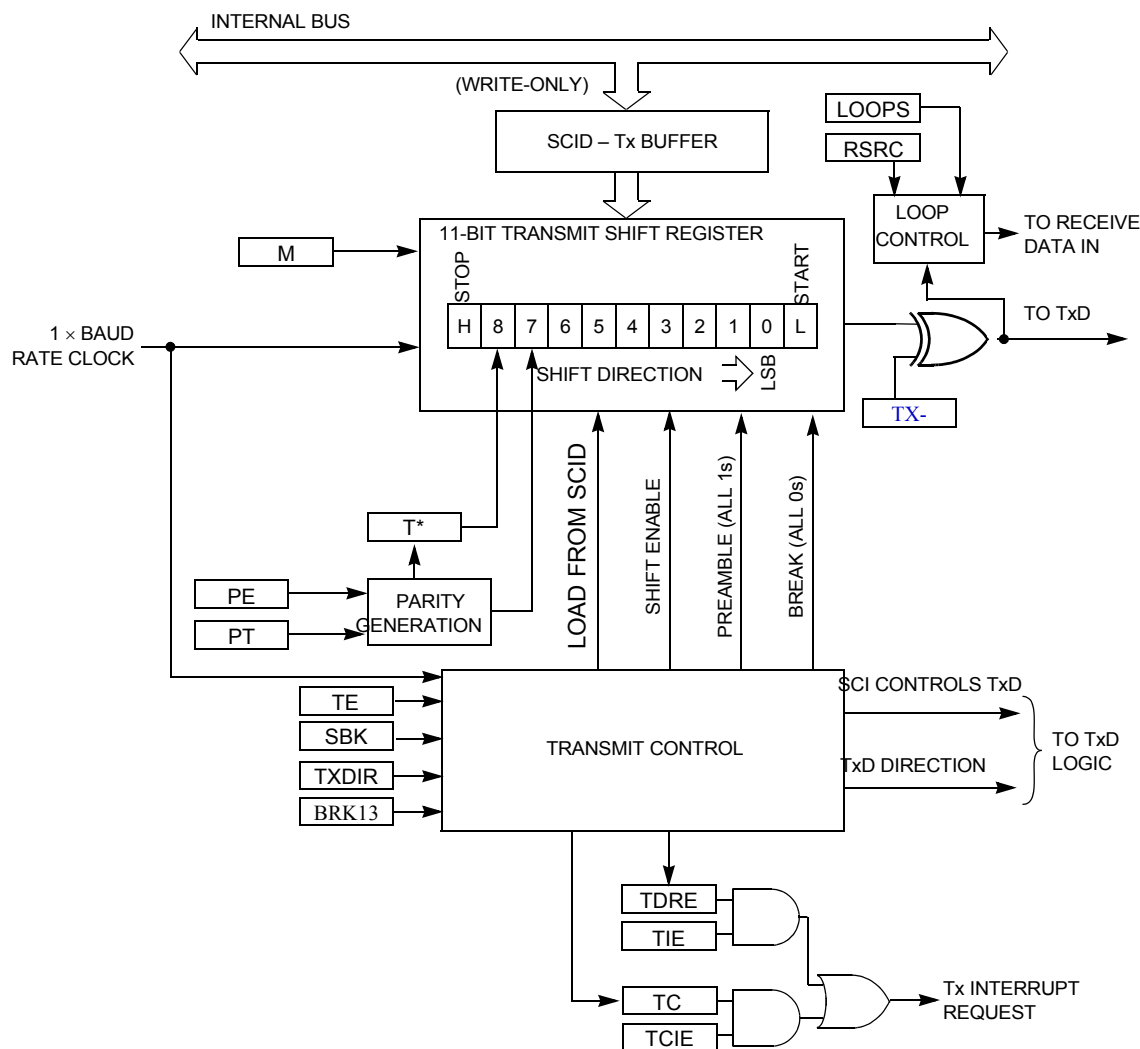 INTERNAL BUS
(WRITE-ONLY)
SCID – Tx BUFFER
LOOPS
RSRC
LOOP
CONTROL
TO RECEIVE
DATA IN
11-BIT TRANSMIT SHIFT REGISTER
M
STOP
START
H 8 7 6 5 4 3 2 1 0 L
1 × BAUD
RATE CLOCK
TO TxD
SHIFT DIRECTION
LSB
TX-
LOAD FROM SCID
SHIFT ENABLE
PREAMBLE (ALL 1s)
BREAK (ALL 0s)
T*
PE
PT
PARITY
GENERATION
TE
SBK
TXDIR
BRK13
TRANSMIT CONTROL
SCI CONTROLS TxD
TxD DIRECTION
TO TxD
LOGIC
TDRE
TIE
TC
TCIE
Tx INTERRUPT
REQUEST